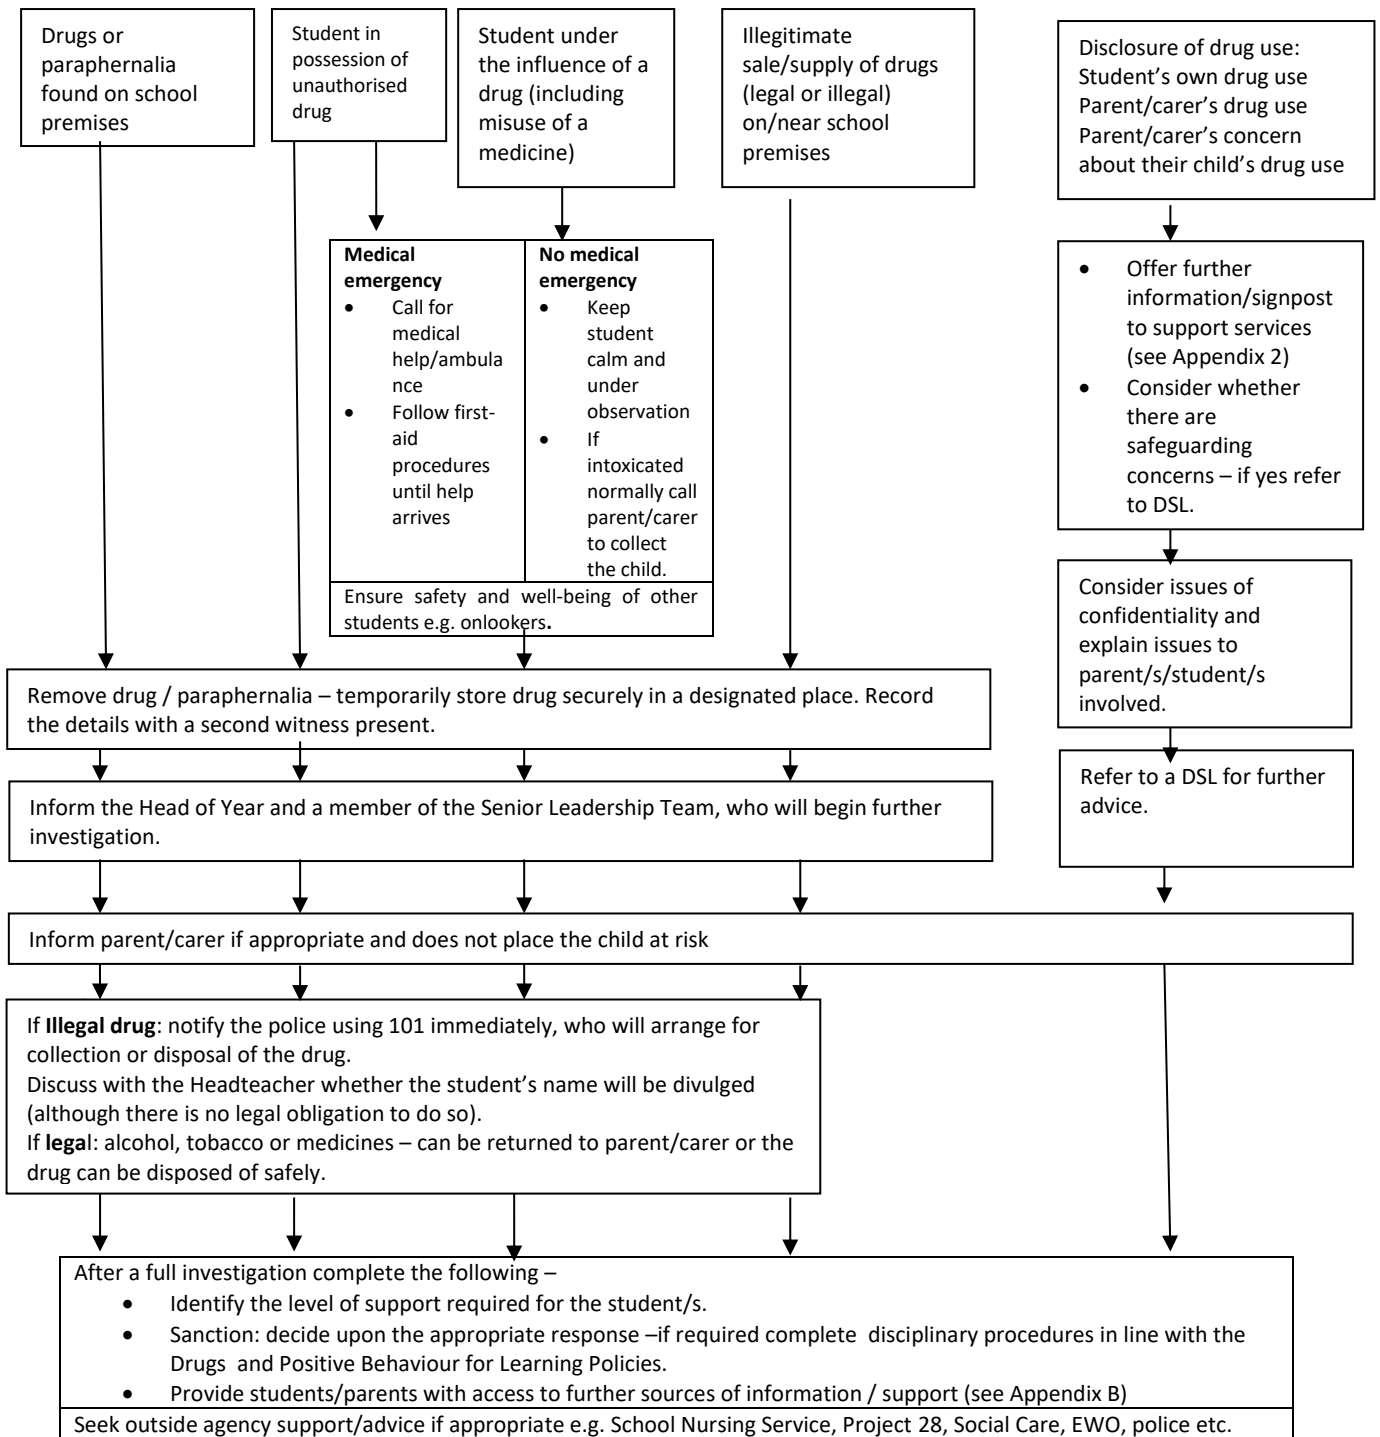 Drugs or
paraphernalia
found on school
premises
Student in
possession of
unauthorised
drug
Student under
the influence of a
drug (including
misuse of a
medicine)
Illegitimate
sale/supply of drugs
(legal or illegal)
on/near school
premises
Disclosure of drug use:
Student’s own drug use
Parent/carer’s drug use
Parent/carer’s concern
about their child’s drug use
Medical
emergency
• Call for
medical
help/ambula
nce
• Follow first-
aid
procedures
until help
arrives
No medical
emergency
• Keep
student
calm and
under
observation
• If
intoxicated
normally call
parent/carer
to collect
the child.
Ensure safety and well-being of other
students e.g. onlookers.
• Offer further
information/signpost
to support services
(see Appendix 2)
• Consider whether
there are
safeguarding
concerns – if yes refer
to DSL.
Consider issues of
confidentiality and
explain issues to
parent/s/student/s
involved.
Refer to a DSL for further
advice.
Remove drug / paraphernalia – temporarily store drug securely in a designated place. Record
the details with a second witness present.
Inform the Head of Year and a member of the Senior Leadership Team, who will begin further
investigation.
Inform parent/carer if appropriate and does not place the child at risk
If Illegal drug: notify the police using 101 immediately, who will arrange for
collection or disposal of the drug.
Discuss with the Headteacher whether the student’s name will be divulged
(although there is no legal obligation to do so).
If legal: alcohol, tobacco or medicines – can be returned to parent/carer or the
drug can be disposed of safely.
After a full investigation complete the following –
• Identify the level of support required for the student/s.
• Sanction: decide upon the appropriate response –if required complete disciplinary procedures in line with the
Drugs and Positive Behaviour for Learning Policies.
• Provide students/parents with access to further sources of information / support (see Appendix B)
Seek outside agency support/advice if appropriate e.g. School Nursing Service, Project 28, Social Care, EWO, police etc.